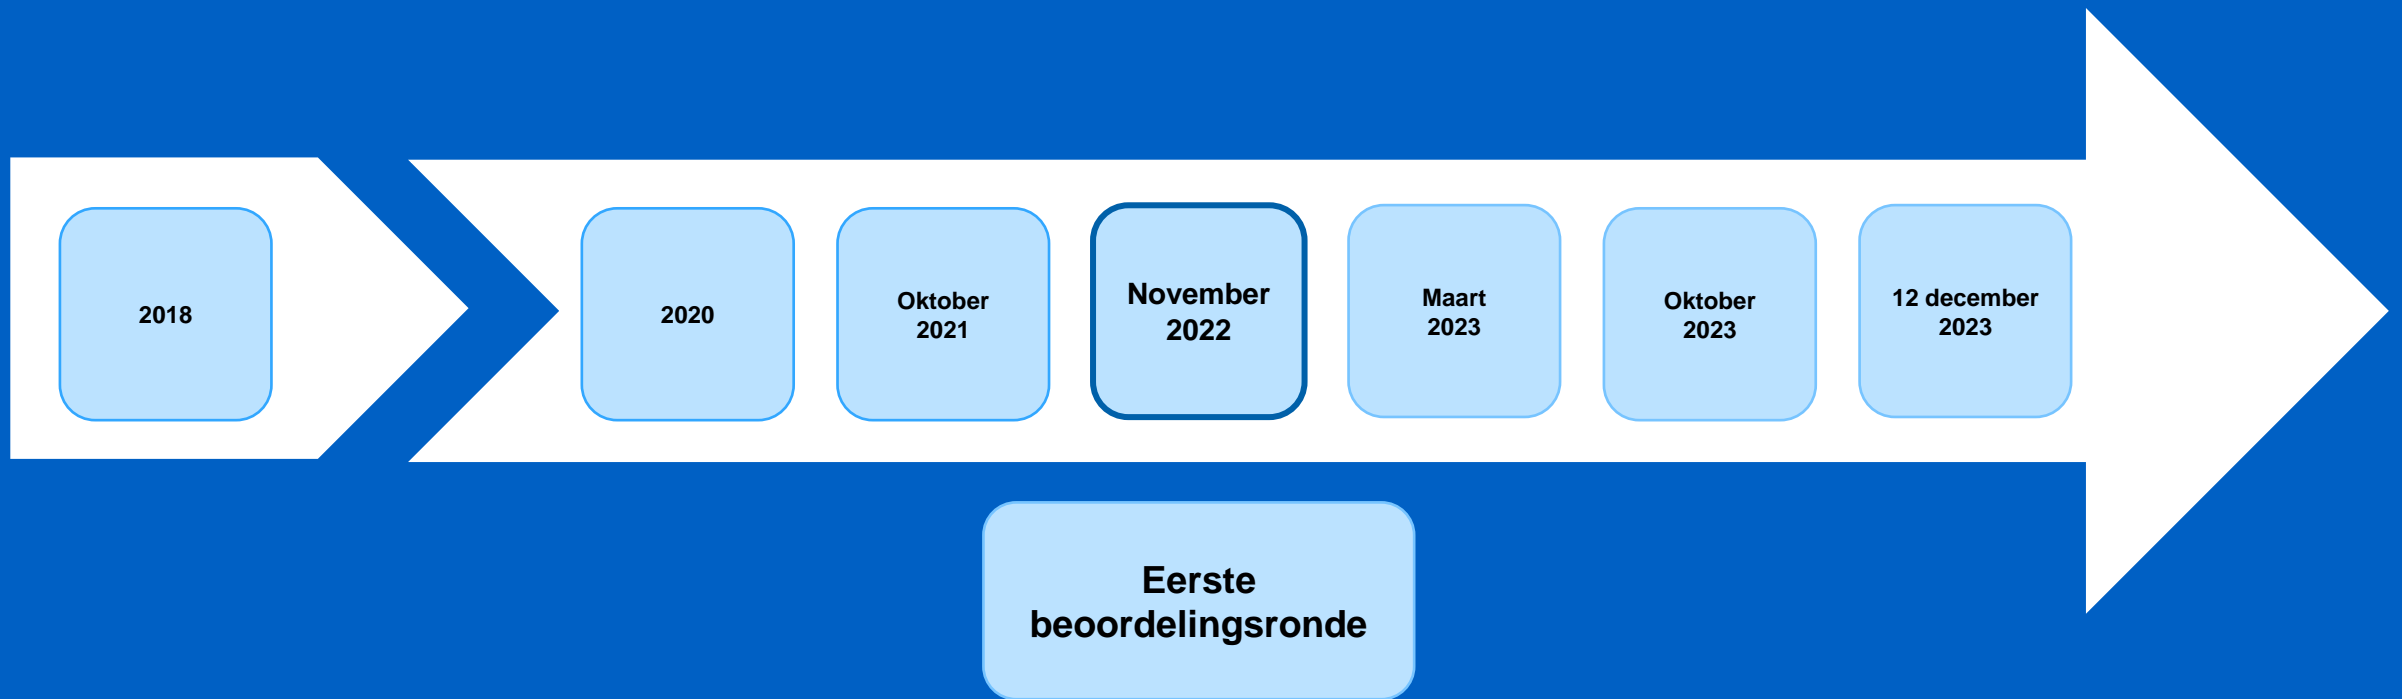 2018
2020
Oktober
2021
November
2022
Maart
2023
Oktober
2023
12 december
2023
Eerste
beoordelingsronde